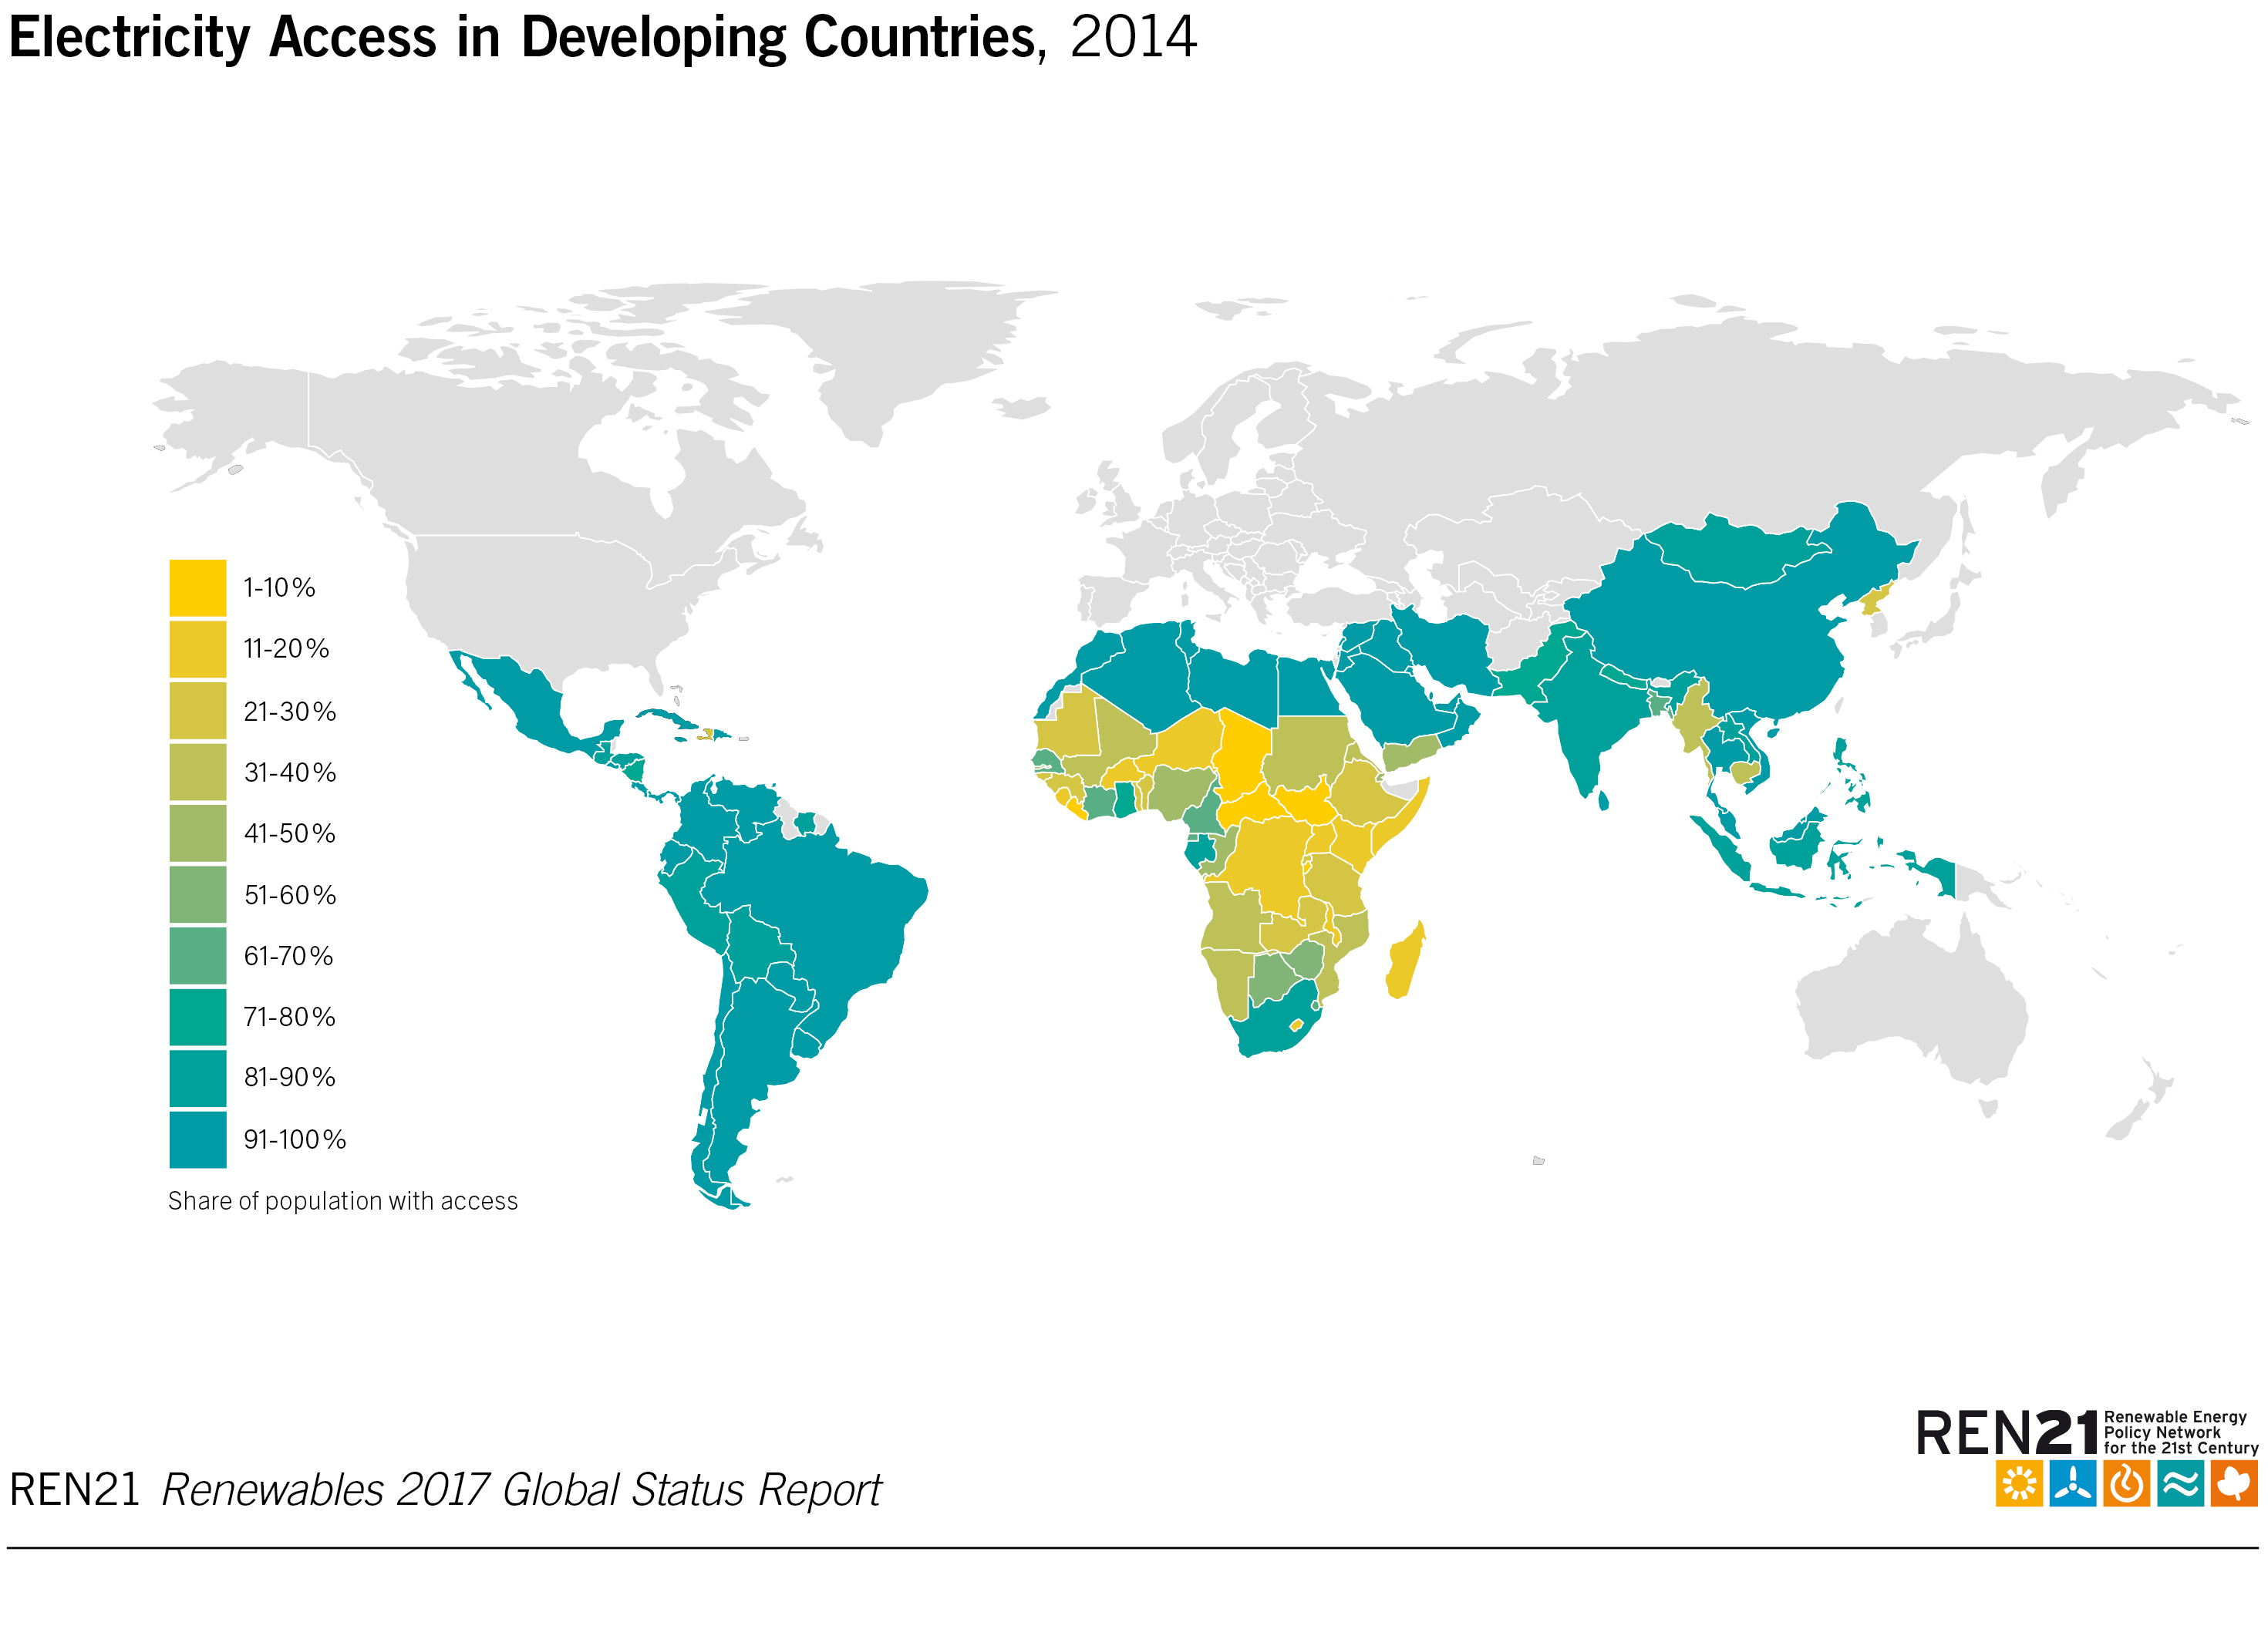 Electricity Access in Developing Countries, 2014
1-10%
11-20%
21-30%
31-40%
41-50%
51-60%
61-70%
71-80%
81-90%
91-100%
Share of population with access
REN21 Renewable Energy
Policy Network
for the 21st Century
REN21 Renewables 2017 Global Status Report